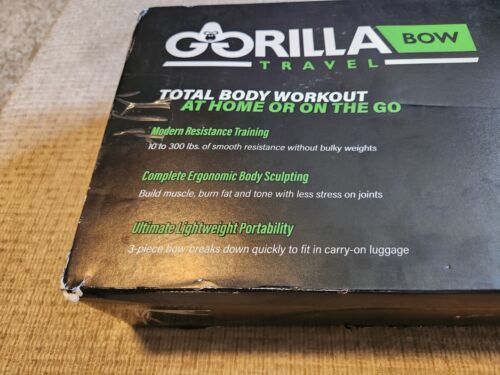 GORILLA BOW
TRAVEL
TOTAL BODY WORKOUT
AT HOME OR ON THE GO
Modern Resistance Training
10 to 300 lbs. of smooth resistance without bulky weights
Complete Ergonomic Body Sculpting
Build muscle, burn fat and tone with less stress on joints
Ultimate Lightweight Portability
3-piece bow breaks down quickly to fit in carry-on luggage